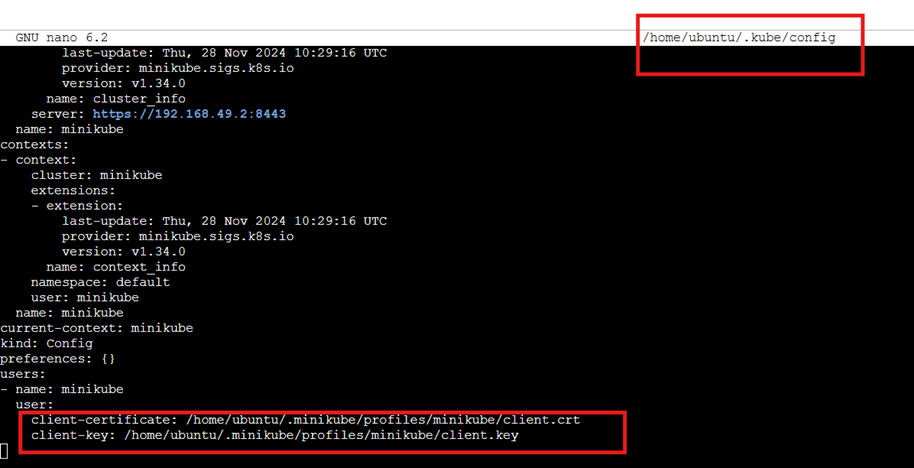 GNU nano 6.2 /home/ubuntu/.kube/config
last-update: Thu, 28 Nov 2024 10:29:16 UTC
provider: minikube.sigs.k8s.io
version: v1.34.0
name: cluster_info
server: https://192.168.49.2:8443
name: minikube
contexts:
- context:
cluster: minikube
extensions:
- extension:
last-update: Thu, 28 Nov 2024 10:29:16 UTC
provider: minikube.sigs.k8s.io
version: v1.34.0
name: context_info
namespace: default
user: minikube
name: minikube
current-context: minikube
kind: Config
preferences: {}
users:
- name: minikube
user:
client-certificate: /home/ubuntu/.minikube/profiles/minikube/client.crt
client-key: /home/ubuntu/.minikube/profiles/minikube/client.key